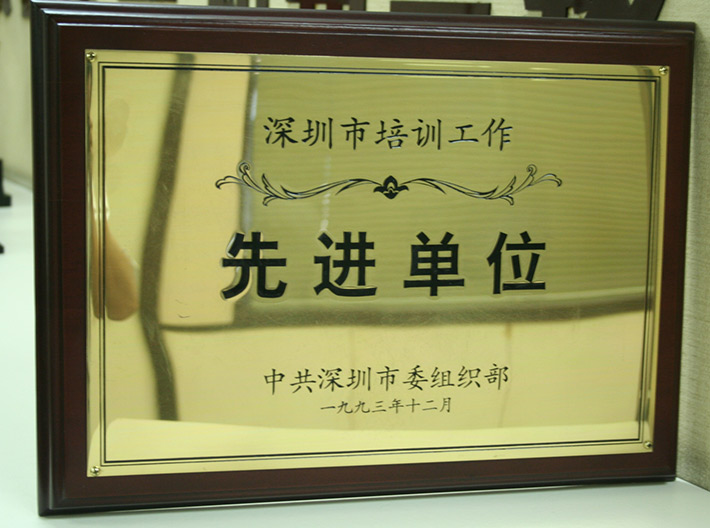 深圳市培训工作
先进单位
中共深圳市委组织部
一九九三年十二月